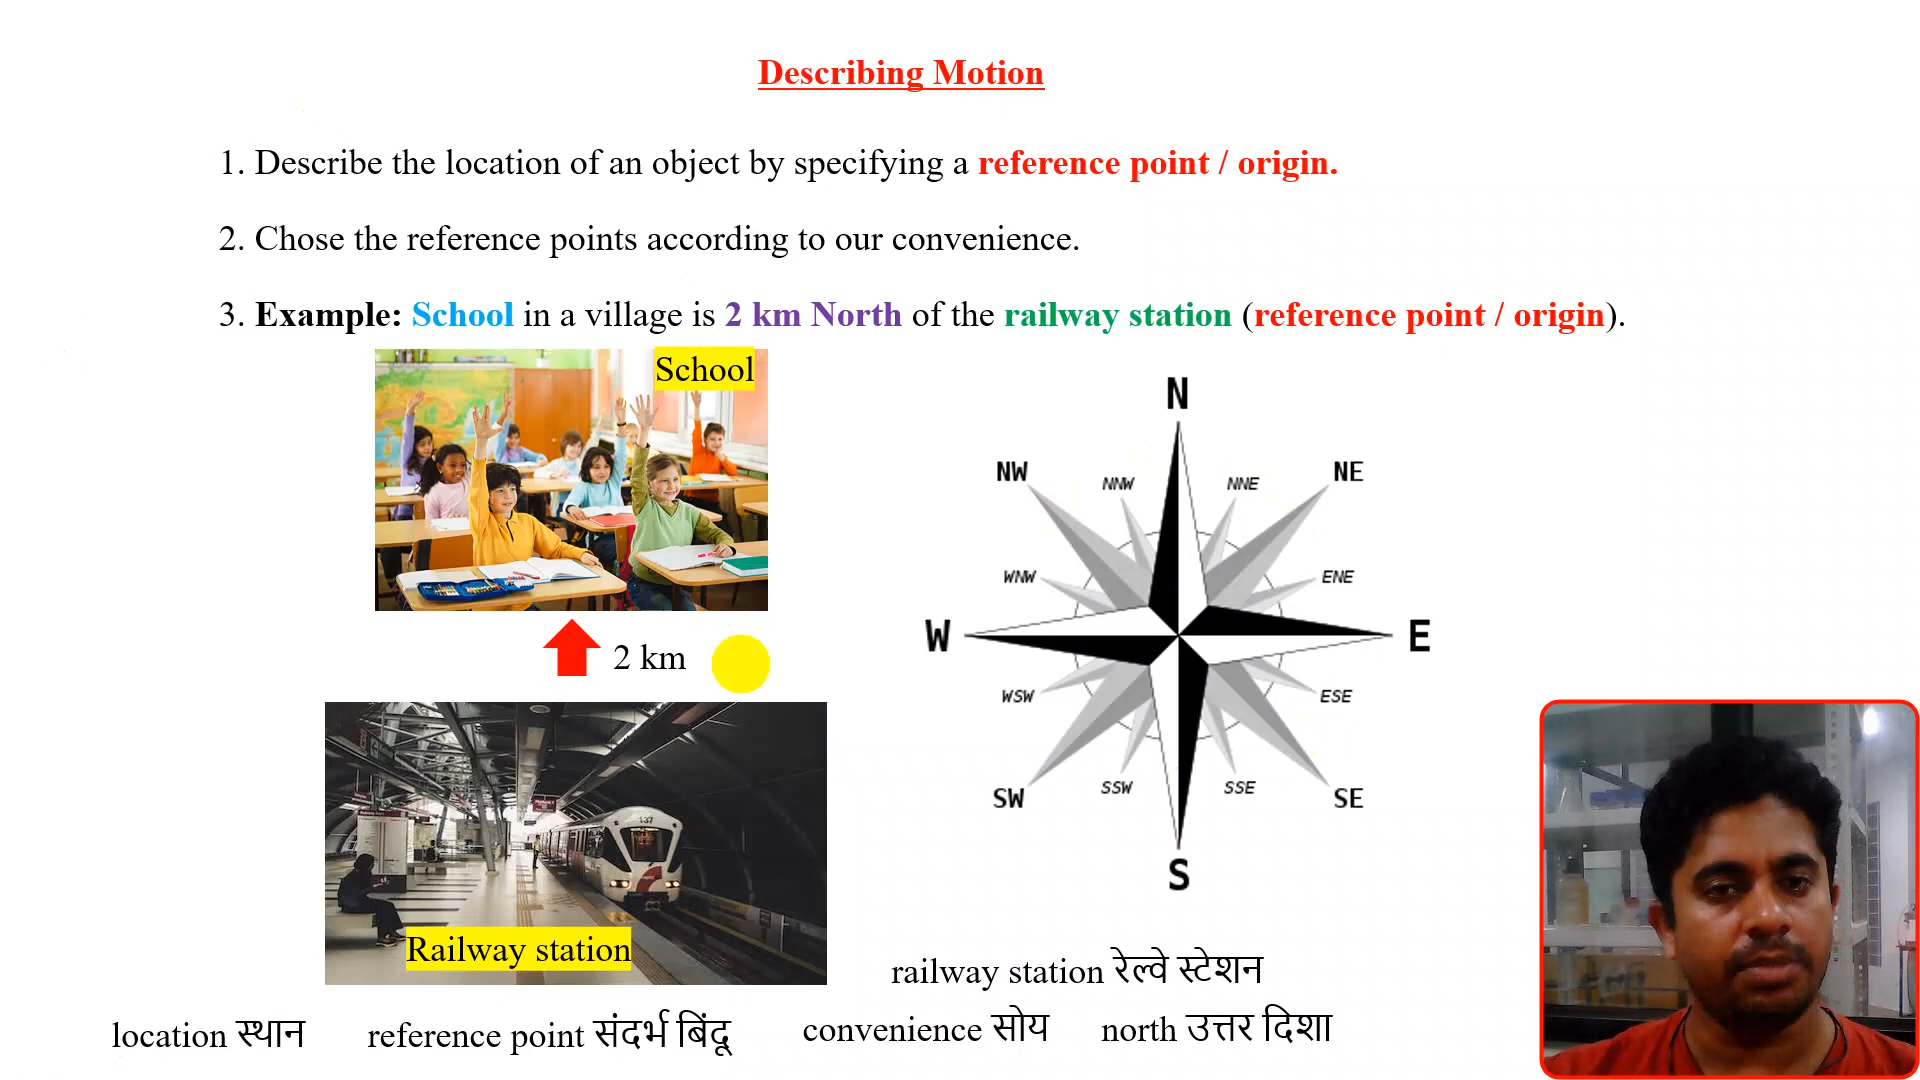 Describing Motion
1. Describe the location of an object by specifying a reference point / origin.
2. Chose the reference points according to our convenience.
3. Example: School in a village is 2 km North of the railway station (reference point / origin).
School
N
NW
NNW
NNE
NE
WNW
ENE
W
E
2 km
WSW
ESE
SW
SSW
SSE
SE
137
S
Railway station
railway station रेल्वे स्टेशन
location स्थान
reference point संदर्भ बिंदू
convenience सोय
north उत्तर दिशा